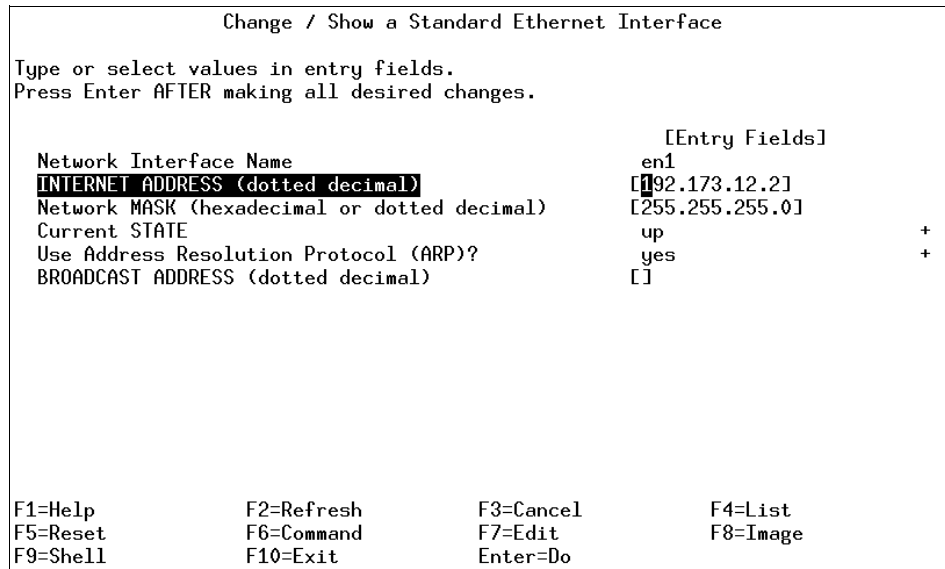 Change / Show a Standard Ethernet Interface
Type or select values in entry fields.
Press Enter AFTER making all desired changes.
[Entry Fields]
Network Interface Name en1
INTERNET ADDRESS (dotted decimal) [192.173.12.2]
Network MASK (hexadecimal or dotted decimal) [255.255.255.0]
Current STATE up +
Use Address Resolution Protocol (ARP)? yes +
BROADCAST ADDRESS (dotted decimal) []
F1=Help F2=Refresh F3=Cancel F4=List
F5=Reset F6=Command F7=Edit F8=Image
F9=Shell F10=Exit Enter=Do